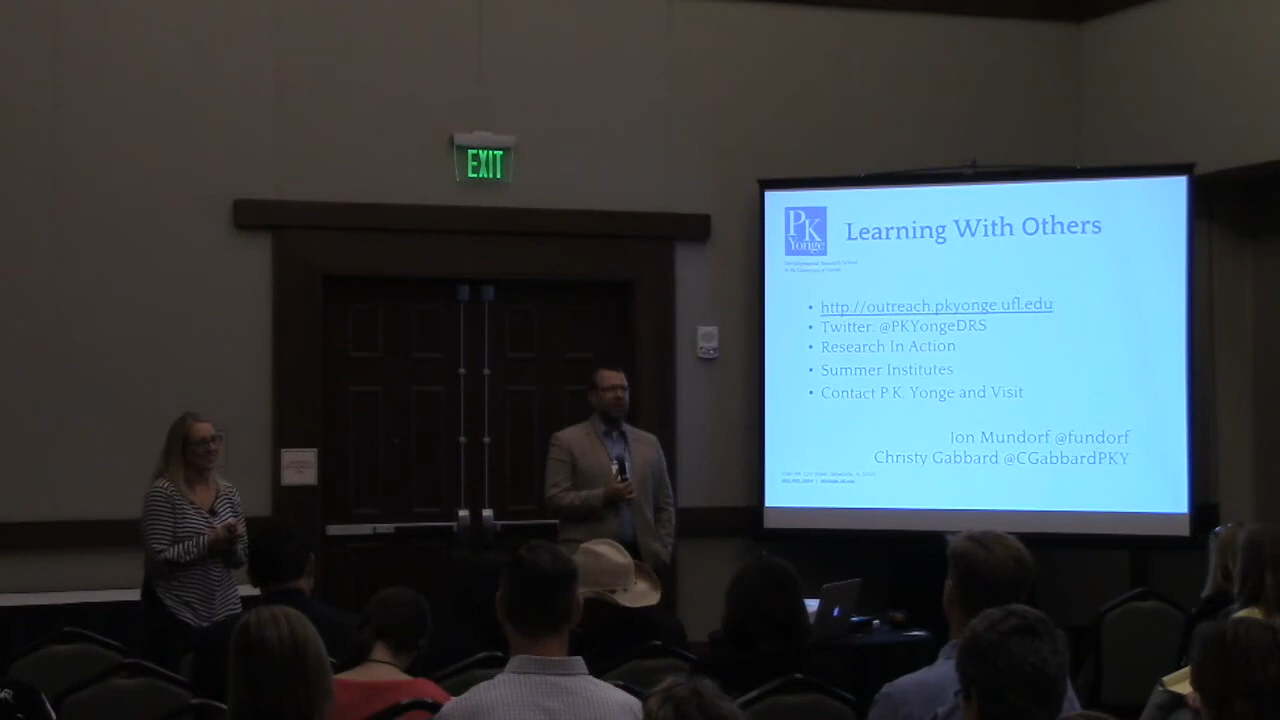 EXIT
PK
Yonge
Learning With Others
• http://outreach.pkyonge.ufl.edu
• Twitter: @PKYongeDRS
• Research In Action
• Summer Institutes
• Contact P.K. Yonge and Visit
Jon Mundorf @fundorf
Christy Gabbard @CGabbardPKY